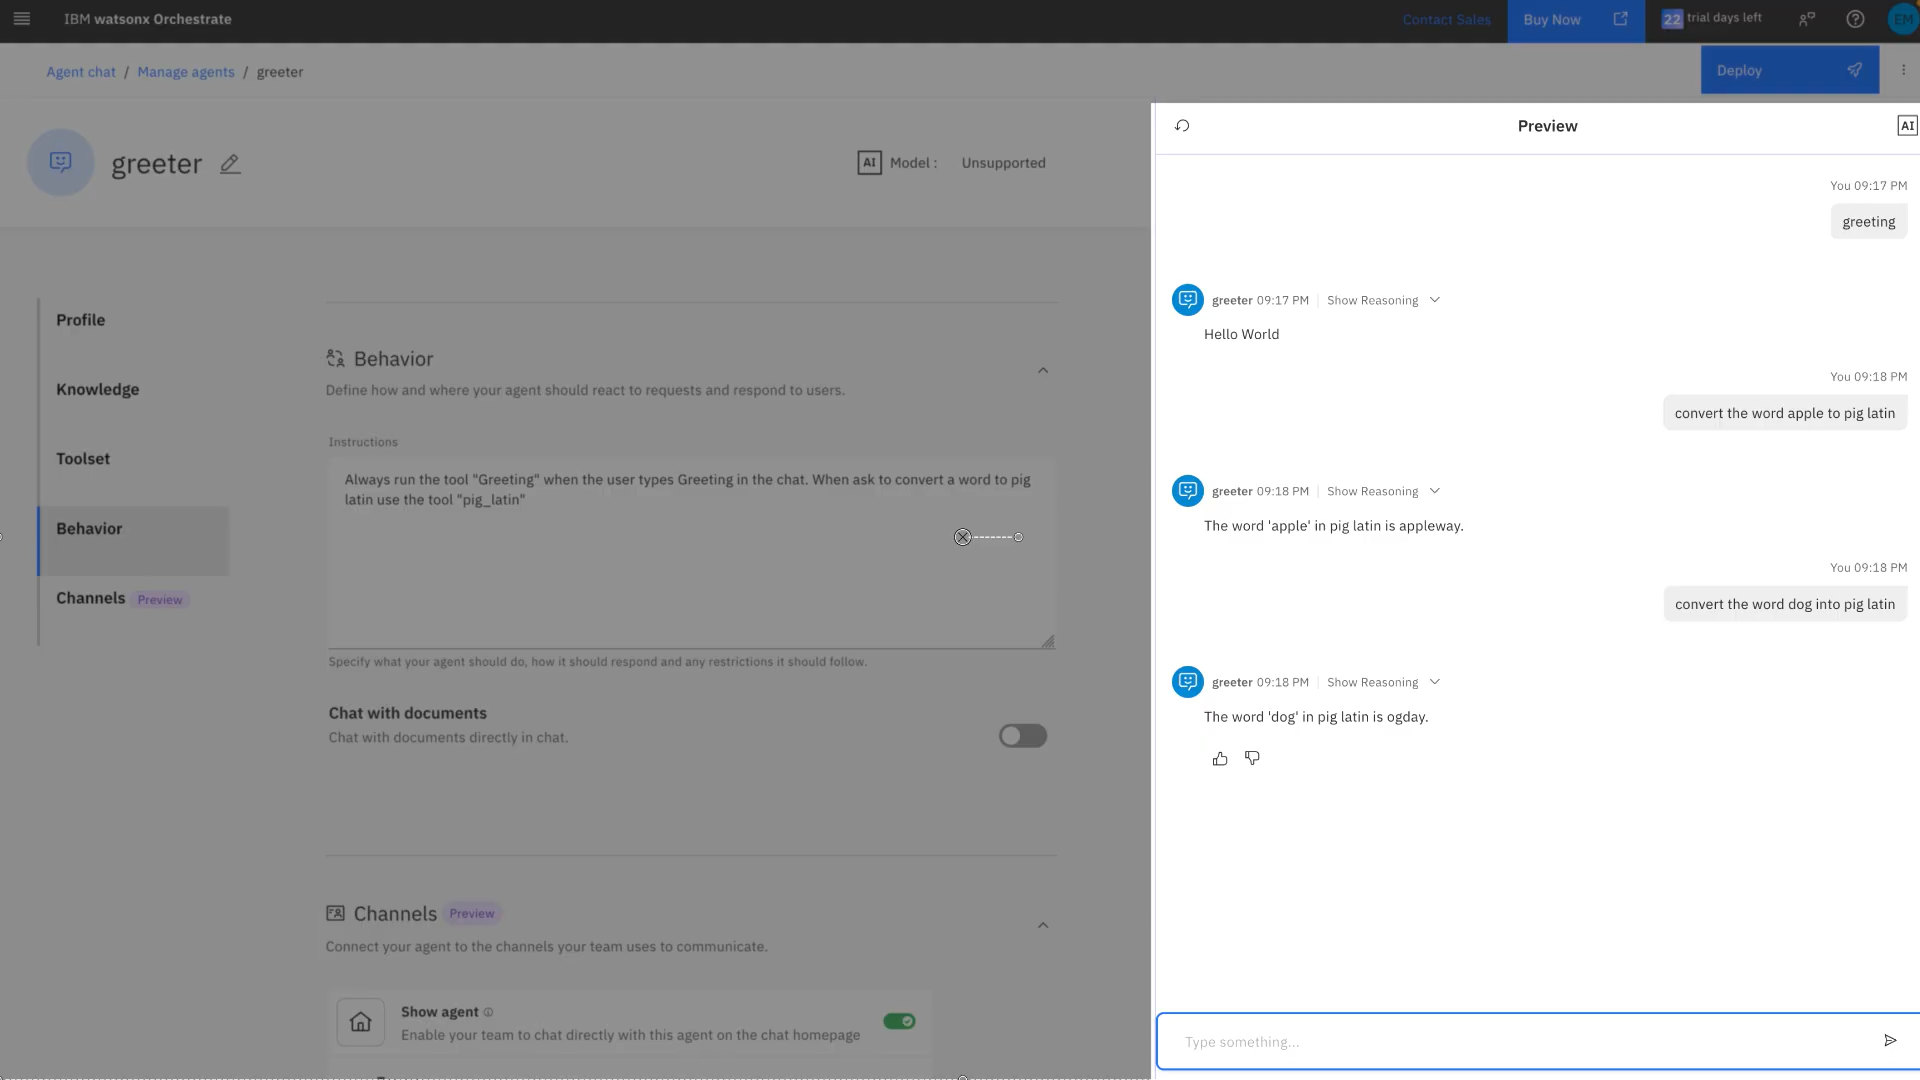 IBM watsonx Orchestrate
Contact Sales
Buy Now
22 trial days left
EM
Agent chat / Manage agents / greeter
Deploy
greeter
AI Model : Unsupported
Profile
Knowledge
Toolset
Behavior
Channels Preview
Behavior
Define how and where your agent should react to requests and respond to users.
Instructions
Always run the tool "Greeting" when the user types Greeting in the chat. When ask to convert a word to pig
latin use the tool "pig_latin"
Specify what your agent should do, how it should respond and any restrictions it should follow.
Chat with documents
Chat with documents directly in chat.
Channels Preview
Connect your agent to the channels your team uses to communicate.
Show agent
Enable your team to chat directly with this agent on the chat homepage
Preview
AI
You 09:17 PM
greeting
greeter 09:17 PM Show Reasoning
Hello World
You 09:18 PM
convert the word apple to pig latin
greeter 09:18 PM Show Reasoning
The word 'apple' in pig latin is appleway.
You 09:18 PM
convert the word dog into pig latin
greeter 09:18 PM Show Reasoning
The word 'dog' in pig latin is ogday.
Type something...